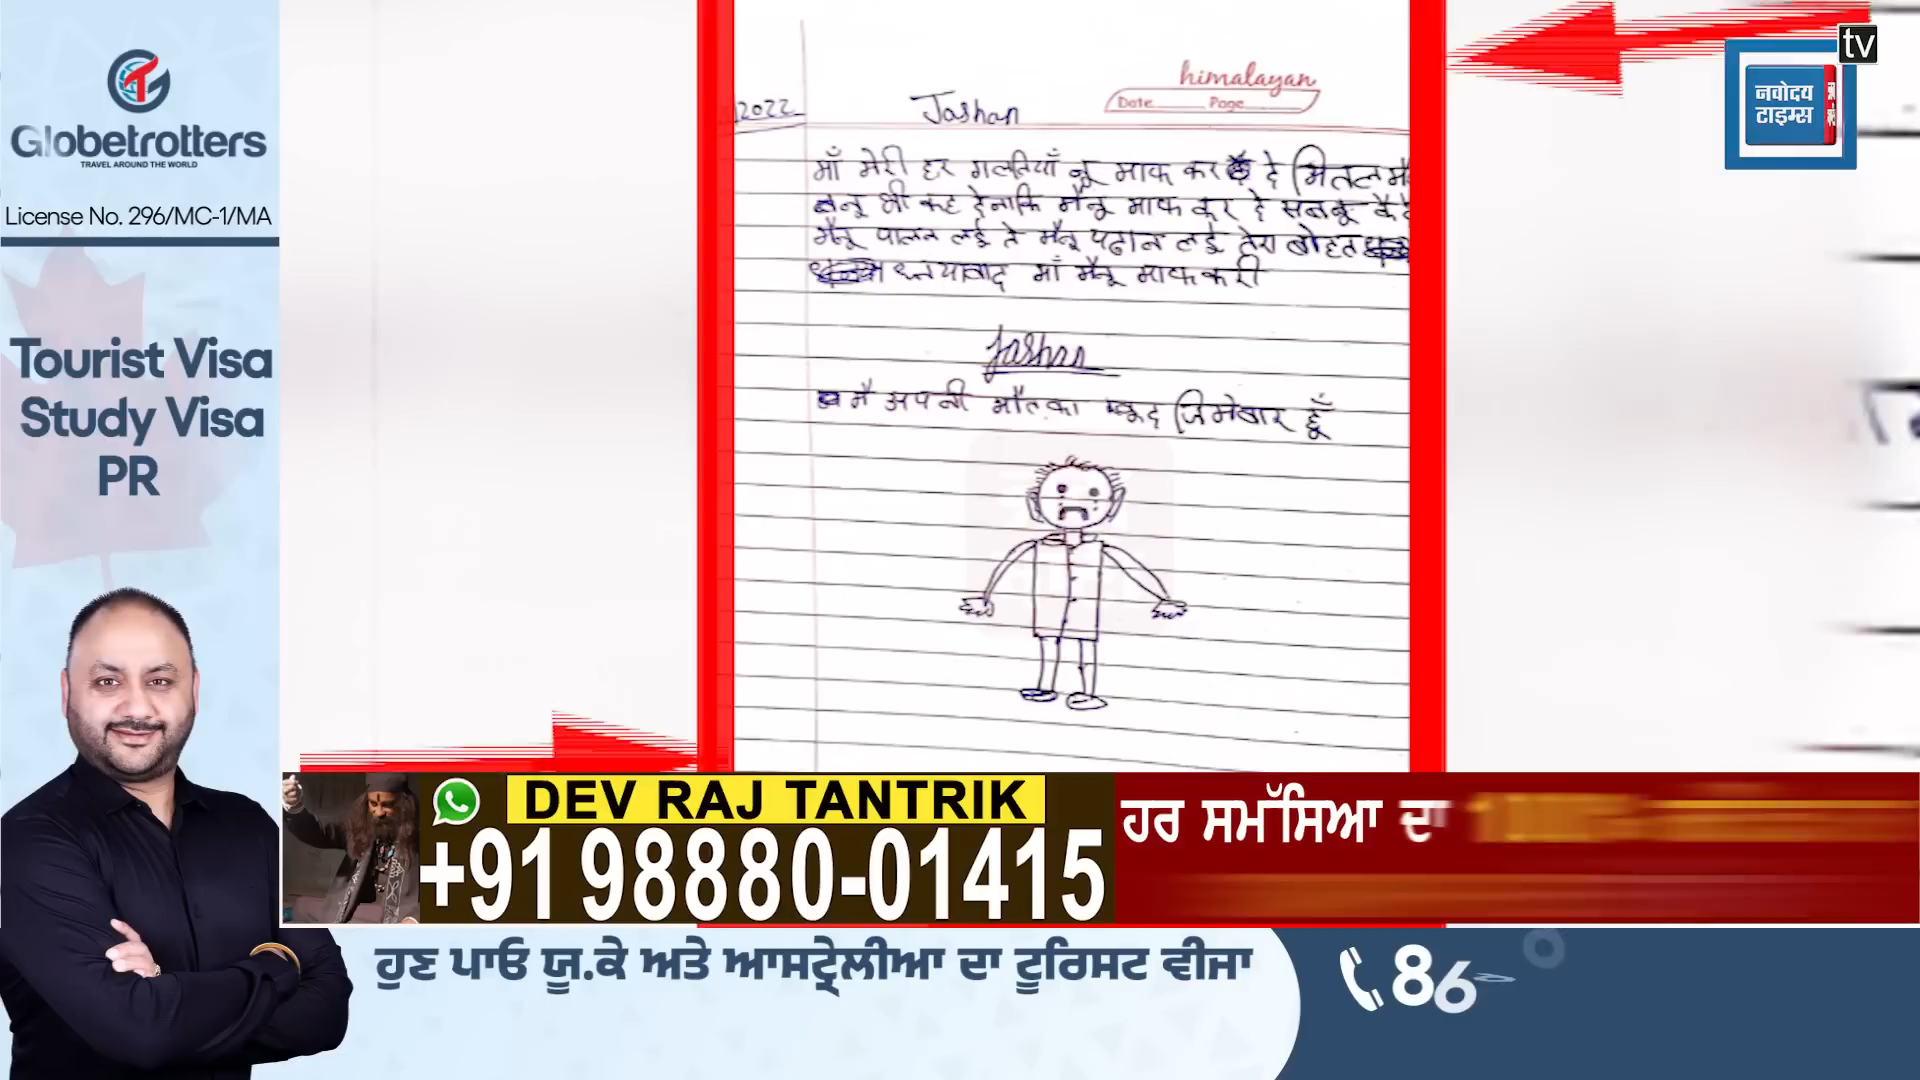 Globetrotters
TRAVEL AROUND THE WORLD
License No. 296/MC-1/MA
Tourist Visa
Study Visa
PR
himalayan
Date Page
2022 Jashan
माँ मेरी हर गलतियाँ नू माफ कर दे मितल मै
नू भी कह देना कि मैनू माफ कर दे सबनू
मैनू पालन लई ते मैनू पढान लई तेरा बोहत
धन्यावाद माँ मैनू माफ करी
Jashan
मै अपनी मौत का खुद जिमेबार हूँ
tv
नवोदय
टाइम्स
DEV RAJ TANTRIK
+91 98880-01415
ਹਰ ਸਮੱਸਿਆ ਦਾ
ਹੁਣ ਪਾਓ ਯੂ.ਕੇ ਅਤੇ ਆਸਟ੍ਰੇਲੀਆ ਦਾ ਟੂਰਿਸਟ ਵੀਜਾ
86